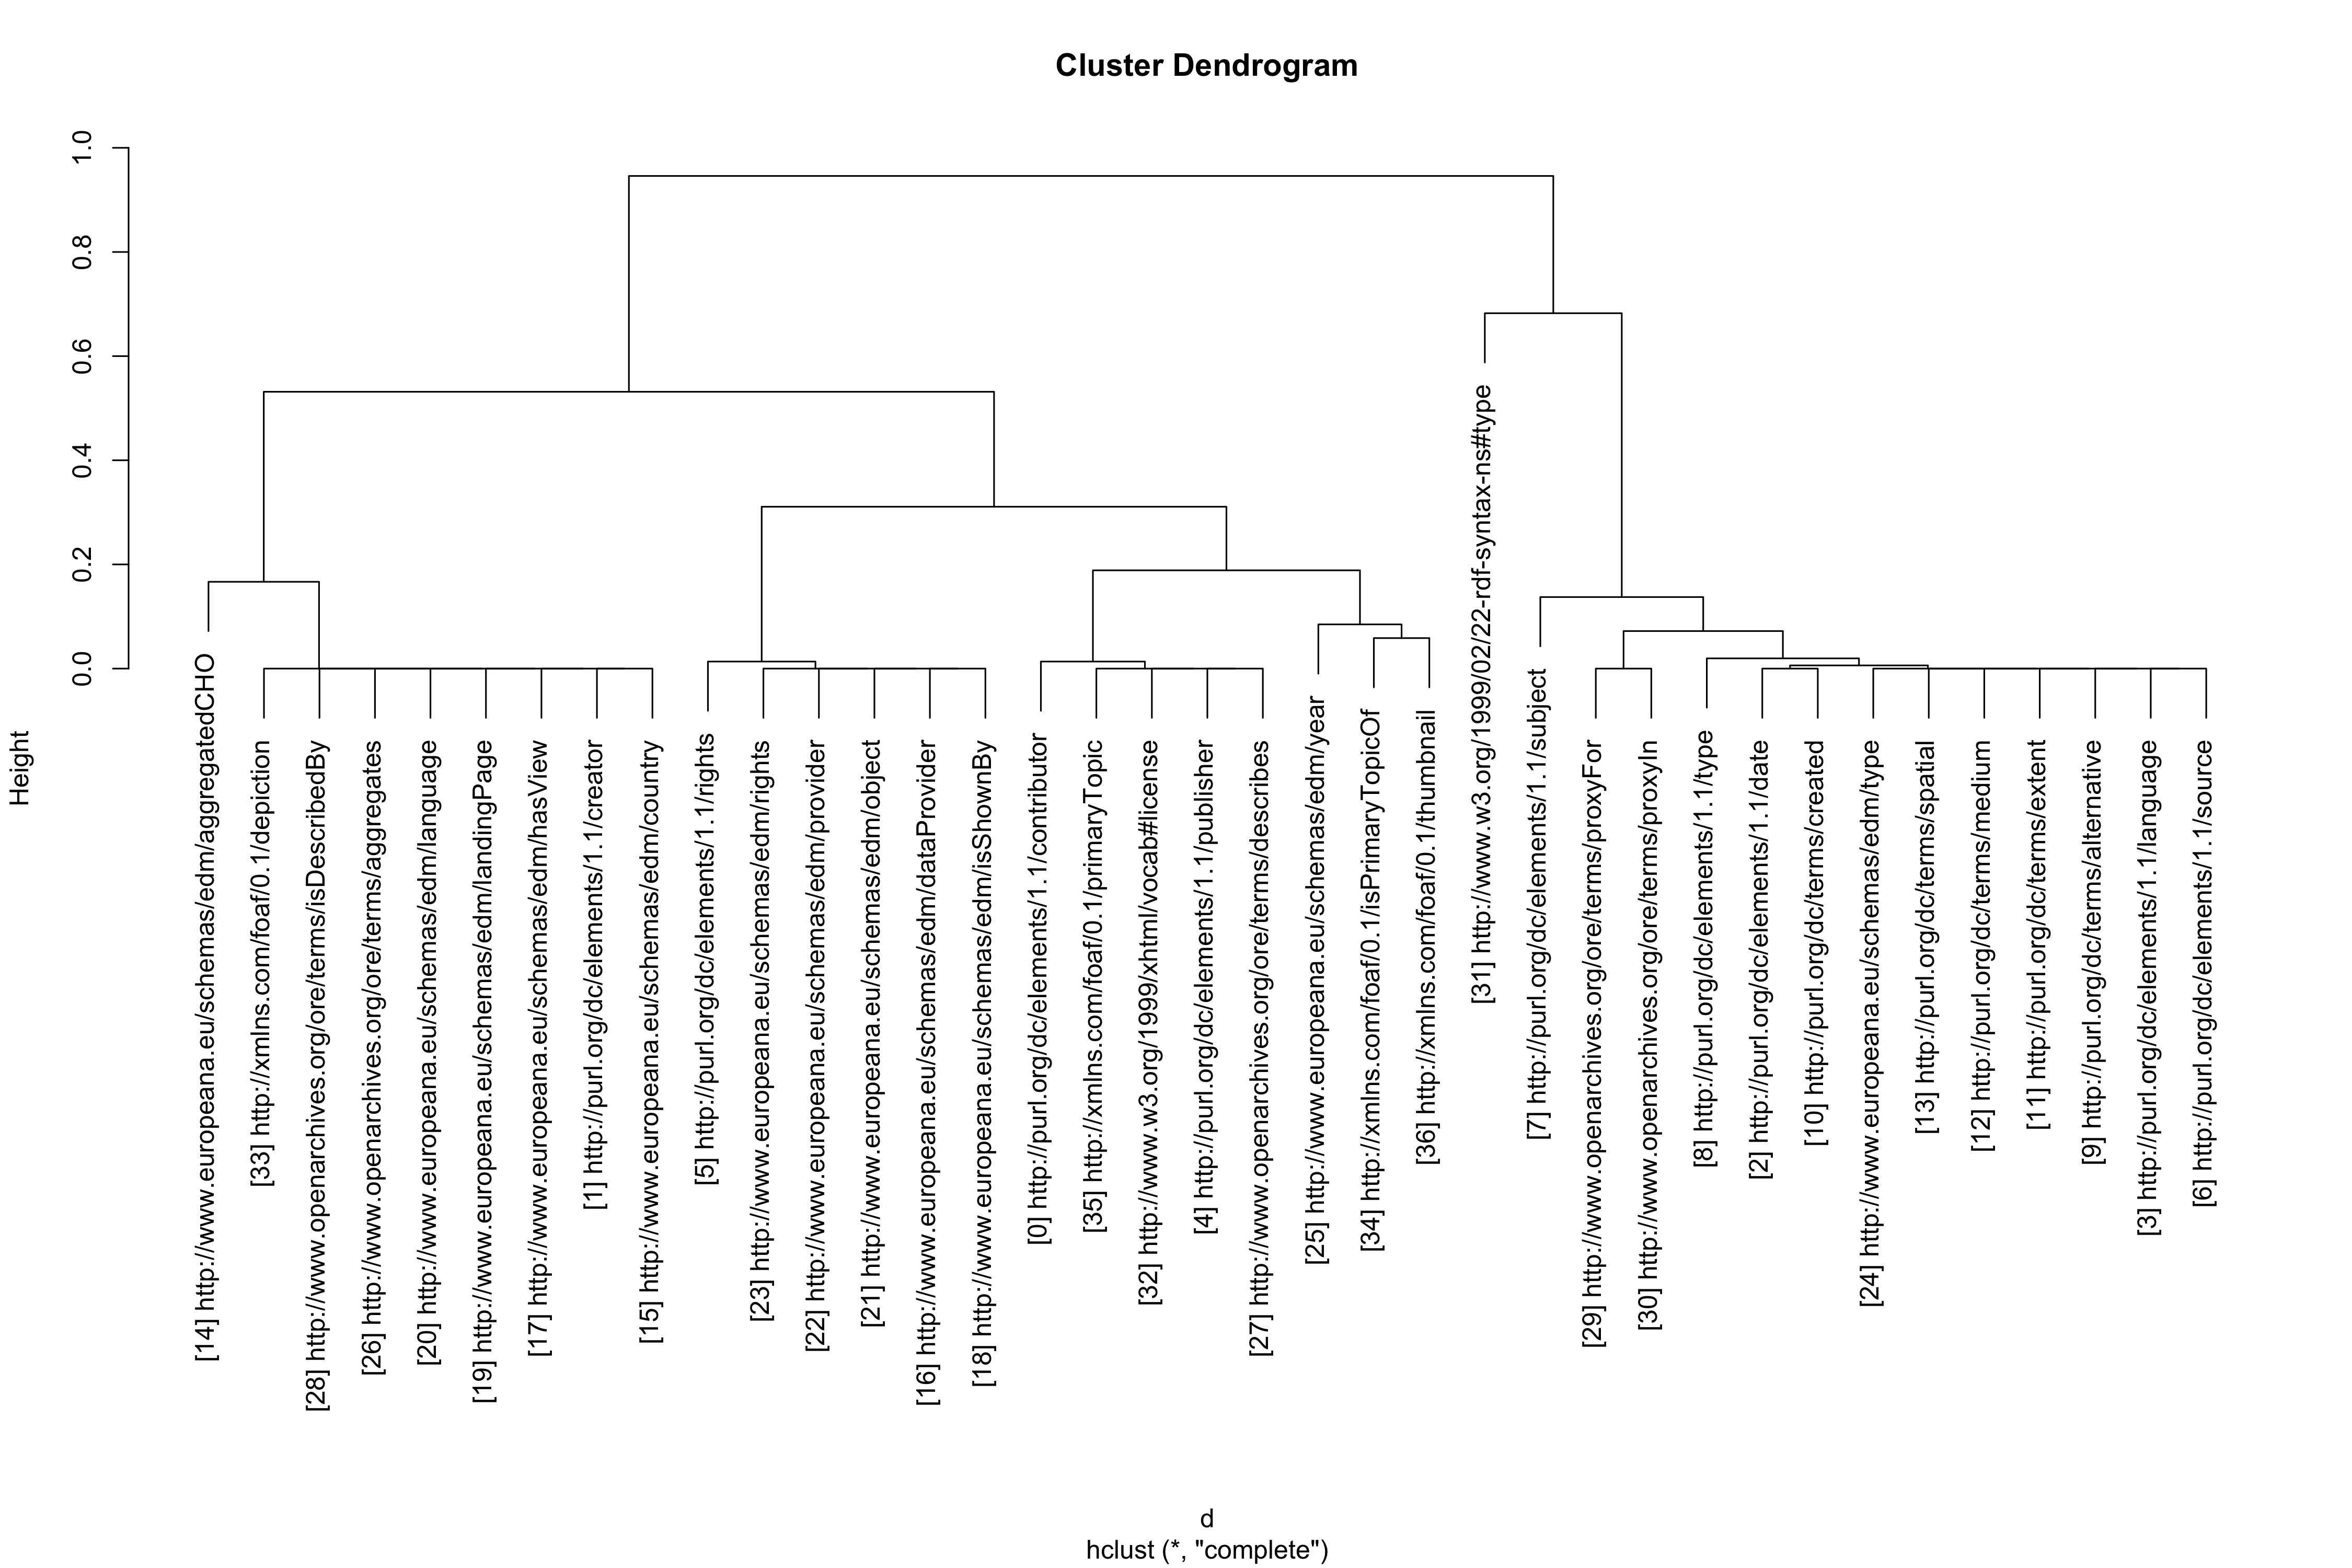 Cluster Dendrogram
Height
1.0
0.8
0.6
0.4
0.2
0.0
[14] http://www.europeana.eu/schemas/edm/aggregatedCHO
[33] http://xmlns.com/foaf/0.1/depiction
[28] http://www.openarchives.org/ore/terms/isDescribedBy
[26] http://www.openarchives.org/ore/terms/aggregates
[20] http://www.europeana.eu/schemas/edm/language
[19] http://www.europeana.eu/schemas/edm/landingPage
[17] http://www.europeana.eu/schemas/edm/hasView
[1] http://purl.org/dc/elements/1.1/creator
[15] http://www.europeana.eu/schemas/edm/country
[5] http://purl.org/dc/elements/1.1/rights
[23] http://www.europeana.eu/schemas/edm/rights
[22] http://www.europeana.eu/schemas/edm/provider
[21] http://www.europeana.eu/schemas/edm/object
[16] http://www.europeana.eu/schemas/edm/dataProvider
[18] http://www.europeana.eu/schemas/edm/isShownBy
[0] http://purl.org/dc/elements/1.1/contributor
[35] http://xmlns.com/foaf/0.1/primaryTopic
[32] http://www.w3.org/1999/xhtml/vocab#license
[4] http://purl.org/dc/elements/1.1/publisher
[27] http://www.openarchives.org/ore/terms/describes
[25] http://www.europeana.eu/schemas/edm/year
[34] http://xmlns.com/foaf/0.1/isPrimaryTopicOf
[36] http://xmlns.com/foaf/0.1/thumbnail
[31] http://www.w3.org/1999/02/22-rdf-syntax-ns#type
[7] http://purl.org/dc/elements/1.1/subject
[29] http://www.openarchives.org/ore/terms/proxyFor
[30] http://www.openarchives.org/ore/terms/proxyIn
[8] http://purl.org/dc/elements/1.1/type
[2] http://purl.org/dc/elements/1.1/date
[10] http://purl.org/dc/terms/created
[24] http://www.europeana.eu/schemas/edm/type
[13] http://purl.org/dc/terms/spatial
[12] http://purl.org/dc/terms/medium
[11] http://purl.org/dc/terms/extent
[9] http://purl.org/dc/terms/alternative
[3] http://purl.org/dc/elements/1.1/language
[6] http://purl.org/dc/elements/1.1/source
d
hclust (*, "complete")